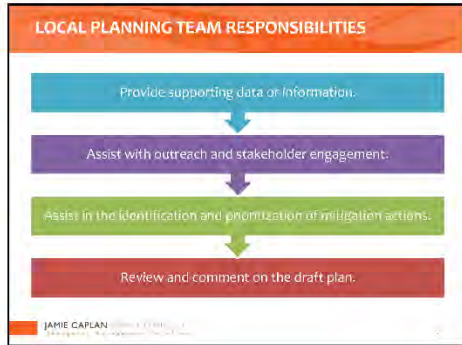 LOCAL PLANNING TEAM RESPONSIBILITIES
Provide supporting data or information.
Assist with outreach and stakeholder engagement.
Assist in the identification and prioritization of mitigation actions.
Review and comment on the draft plan.
JAMIE CAPLAN